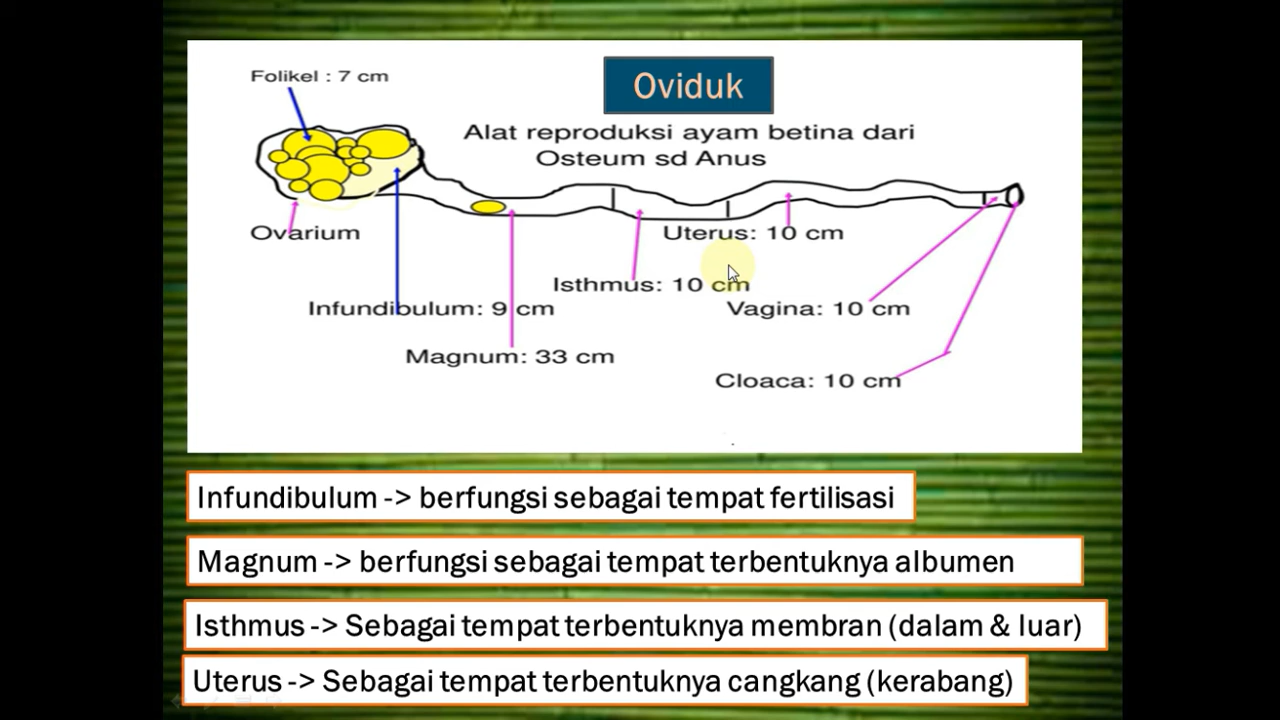 Folikel : 7 cm
Oviduk
Alat reproduksi ayam betina dari
Osteum sd Anus
Ovarium
Uterus: 10 cm
Isthmus: 10 cm
Infundibulum: 9 cm
Vagina: 10 cm
Magnum: 33 cm
Cloaca: 10 cm
Infundibulum -> berfungsi sebagai tempat fertilisasi
Magnum -> berfungsi sebagai tempat terbentuknya albumen
Isthmus -> Sebagai tempat terbentuknya membran (dalam & luar)
Uterus -> Sebagai tempat terbentuknya cangkang (kerabang)